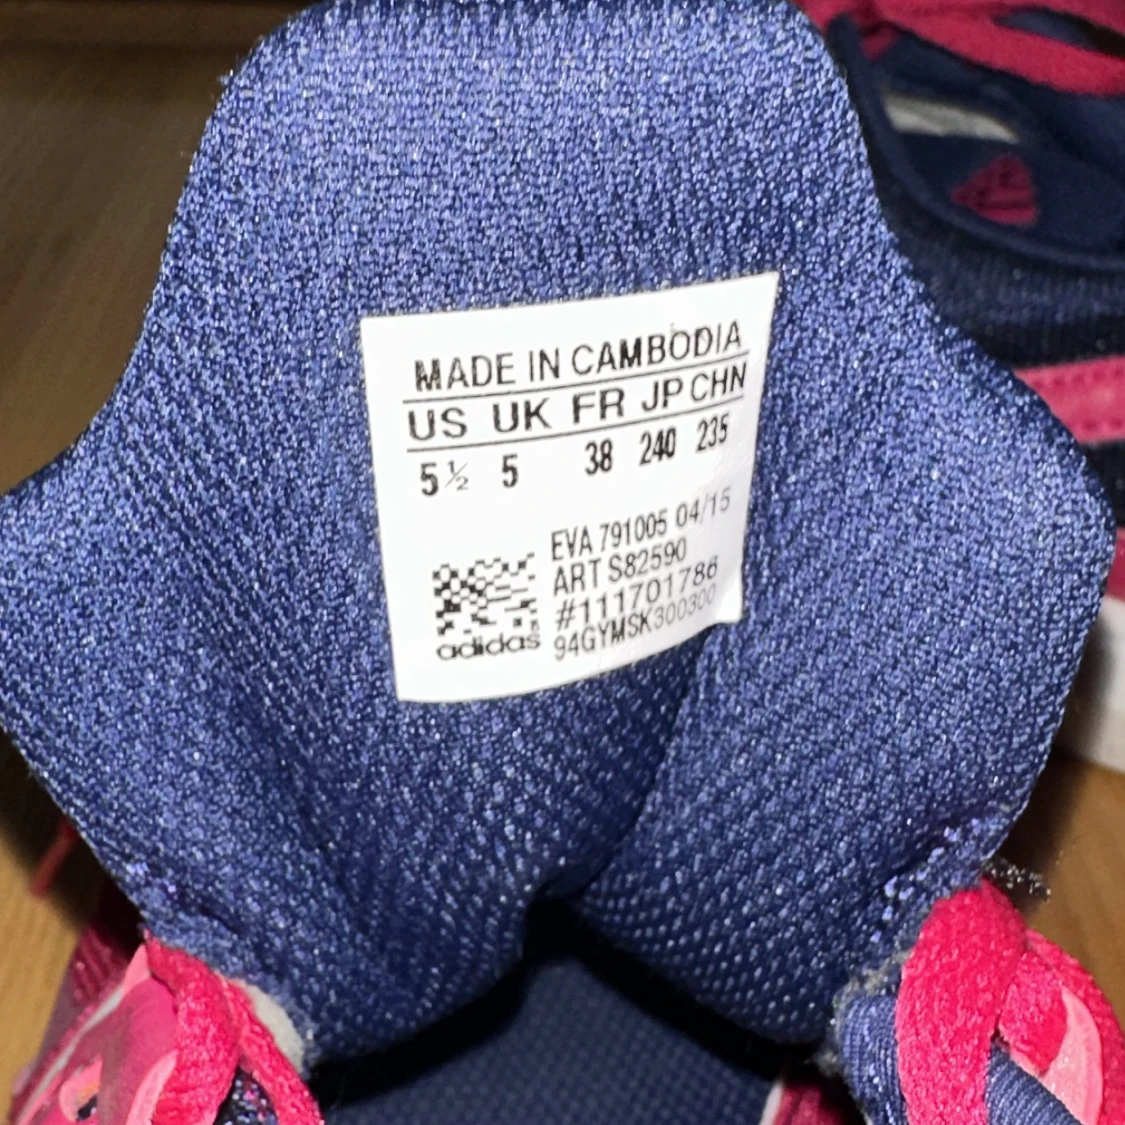 MADE IN CAMBODIA
US UK FR JP CHN
5½ 5 38 240 235
EVA 791005 04/15
ART S82590
#111701786
94GYMSK300300
adidas